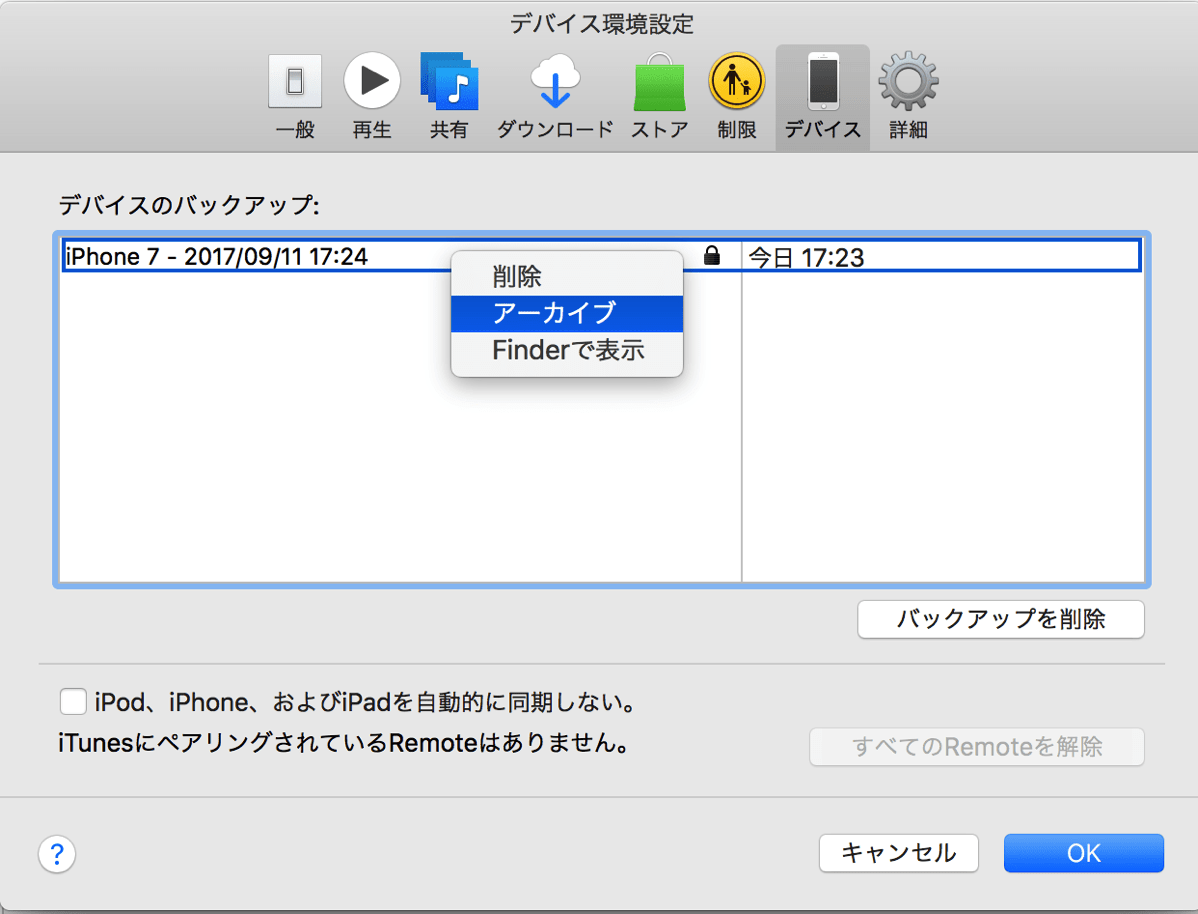 デバイス環境設定
一般 再生 共有 ダウンロード ストア 制限 デバイス 詳細
デバイスのバックアップ:
iPhone 7 - 2017/09/11 17:24 今日 17:23
削除
アーカイブ
Finderで表示
バックアップを削除
iPod、iPhone、およびiPadを自動的に同期しない。
iTunesにペアリングされているRemoteはありません。
すべてのRemoteを解除
? キャンセル OK